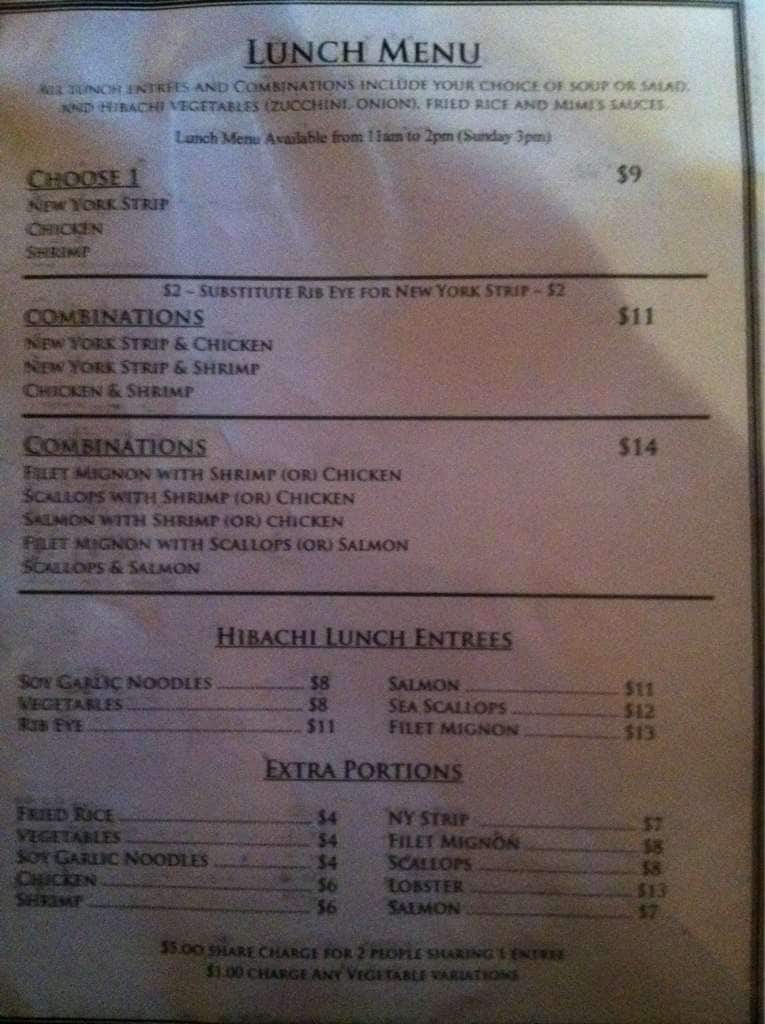 LUNCH MENU
ALL LUNCH ENTREES AND COMBINATIONS INCLUDE YOUR CHOICE OF SOUP OR SALAD,
AND HIBACHI VEGETABLES (ZUCCHINI, ONION), FRIED RICE AND MIMI'S SAUCES.
Lunch Menu Available from 11am to 2pm (Sunday 3pm)
CHOOSE 1 $9
NEW YORK STRIP
CHICKEN
SHRIMP
$2 – SUBSTITUTE RIB EYE FOR NEW YORK STRIP – $2
COMBINATIONS $11
NEW YORK STRIP & CHICKEN
NEW YORK STRIP & SHRIMP
CHICKEN & SHRIMP
COMBINATIONS $14
FILET MIGNON WITH SHRIMP (OR) CHICKEN
SCALLOPS WITH SHRIMP (OR) CHICKEN
SALMON WITH SHRIMP (OR) CHICKEN
FILET MIGNON WITH SCALLOPS (OR) SALMON
SCALLOPS & SALMON
HIBACHI LUNCH ENTREES
SOY GARLIC NOODLES $8 SALMON $11
VEGETABLES $8 SEA SCALLOPS $12
RIB EYE $11 FILET MIGNON $13
EXTRA PORTIONS
FRIED RICE $4 NY STRIP $7
VEGETABLES $4 FILET MIGNON $8
SOY GARLIC NOODLES $4 SCALLOPS $8
CHICKEN $6 LOBSTER $13
SHRIMP $6 SALMON $7
$5.00 SHARE CHARGE FOR 2 PEOPLE SHARING 1 ENTREE
$1.00 CHARGE ANY VEGETABLE VARIATIONS